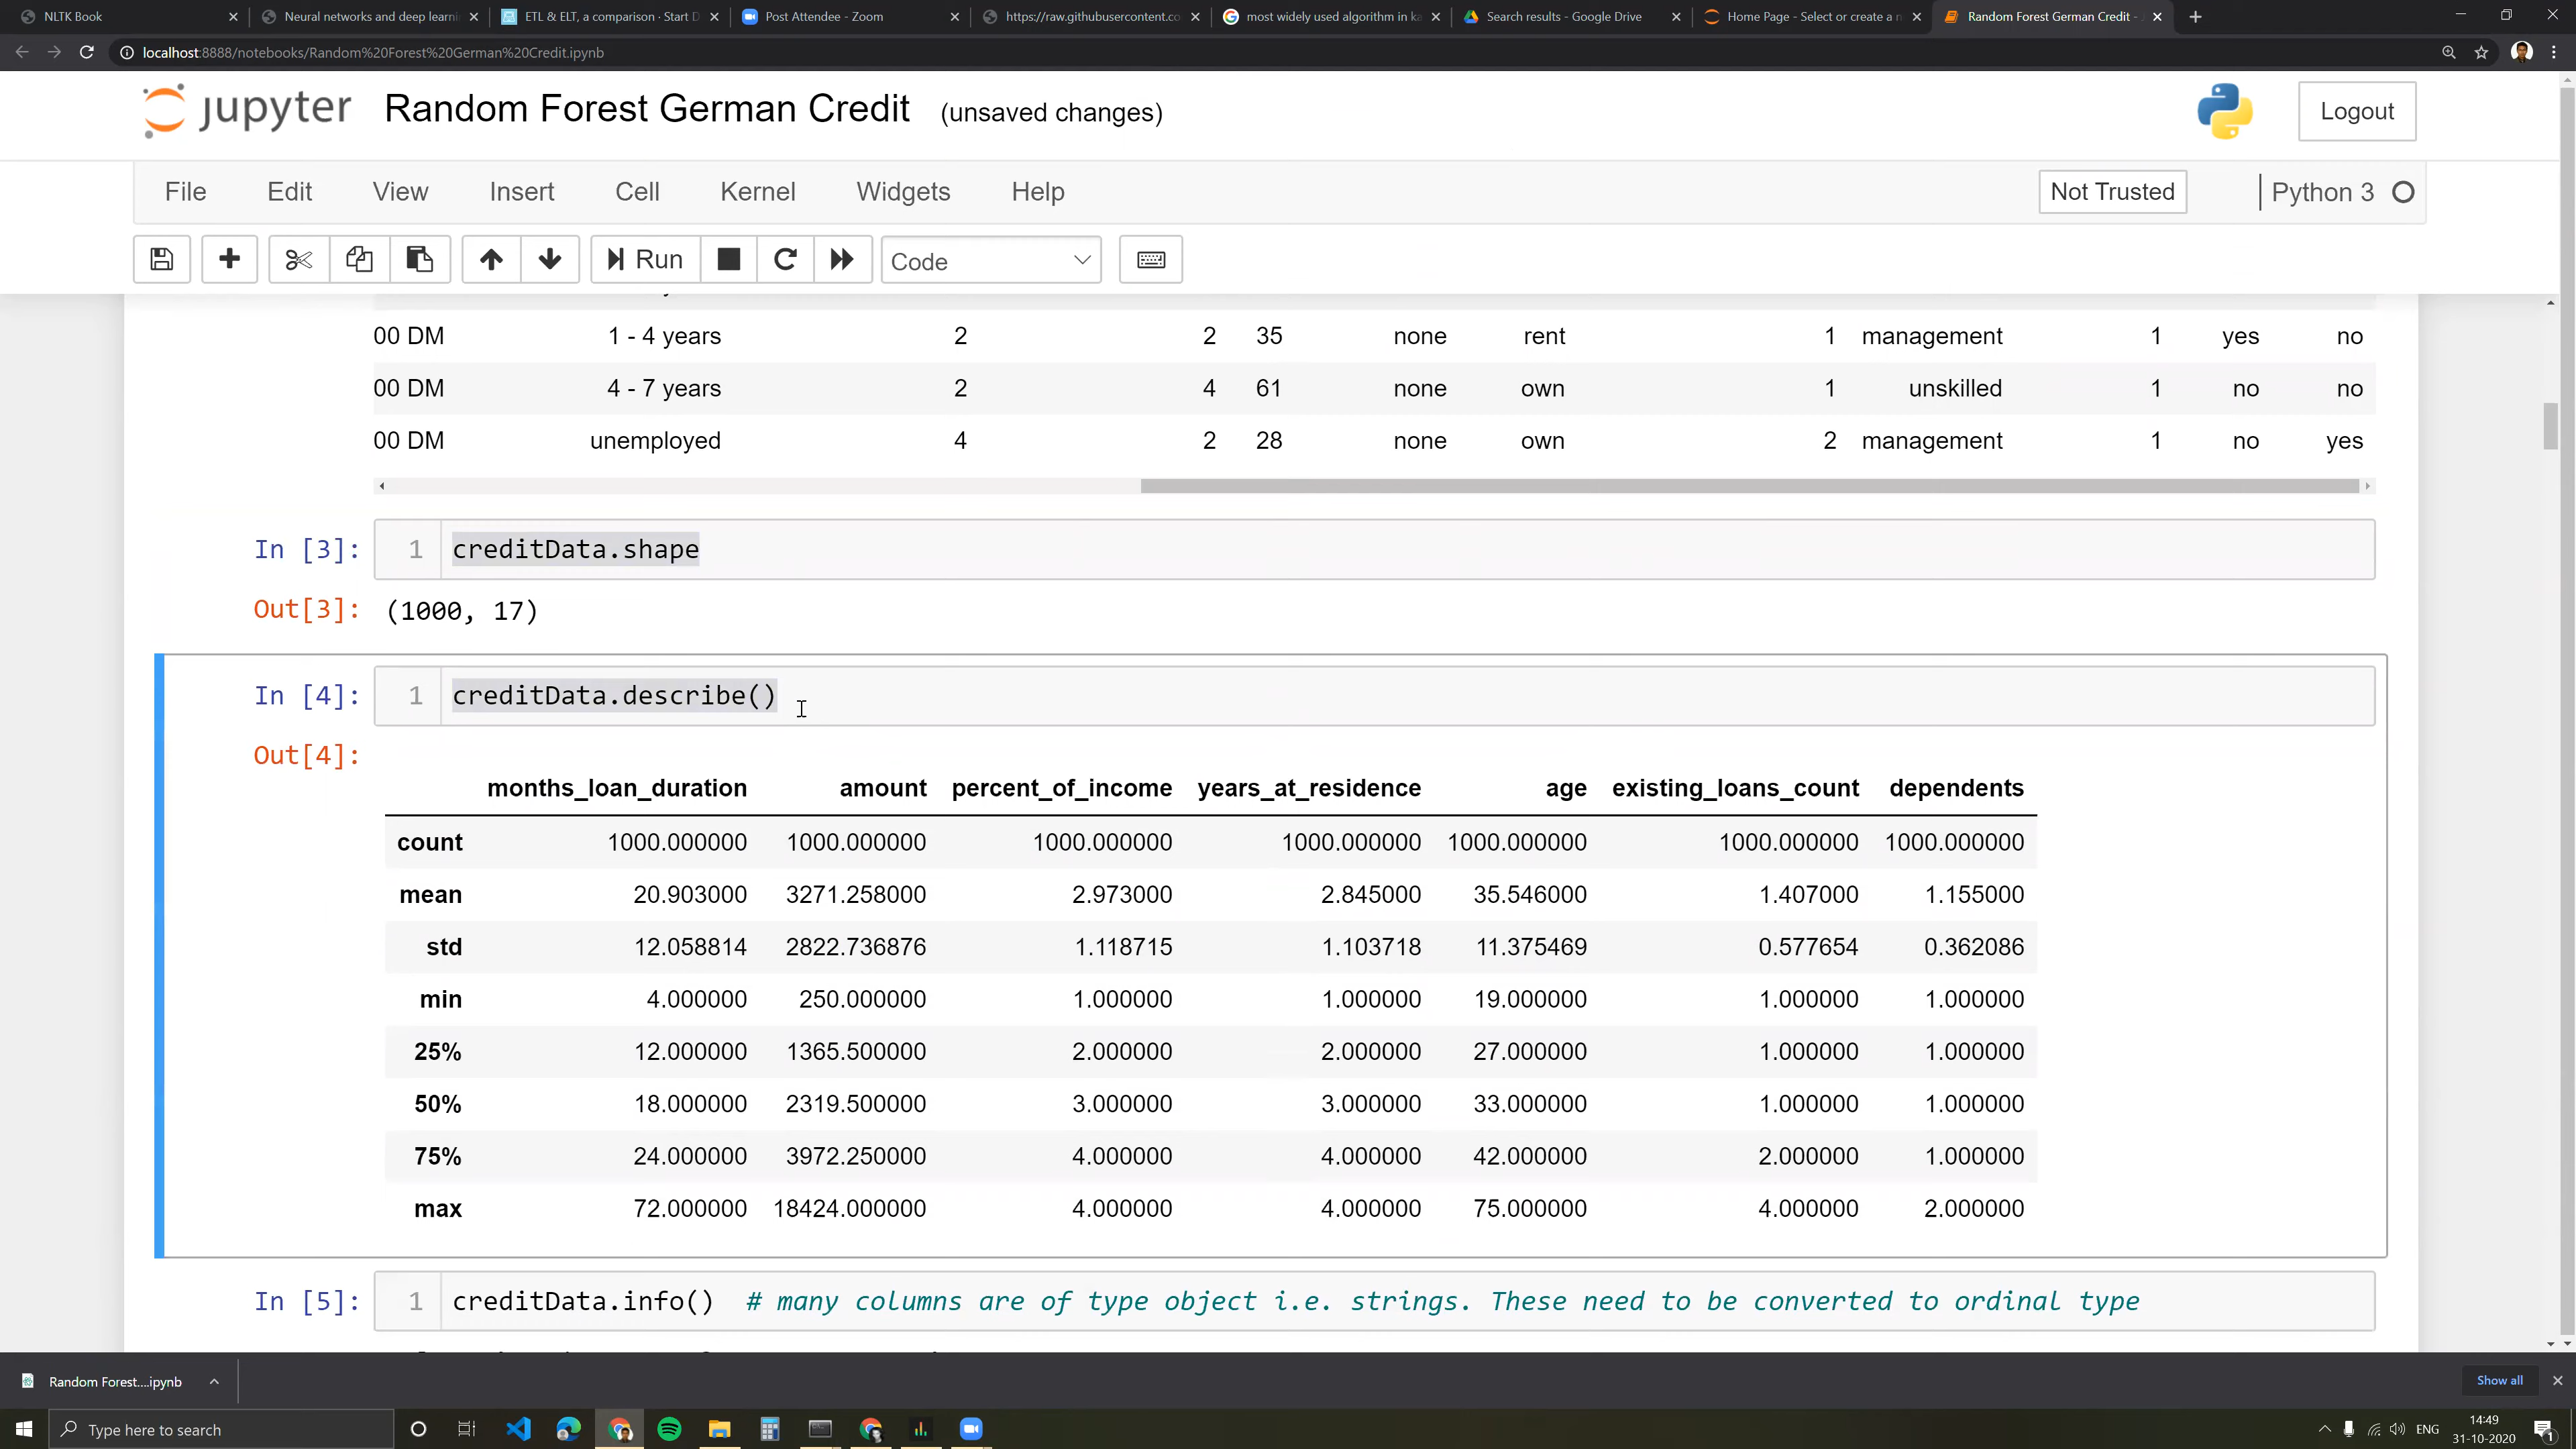 NLTK Book
Neural networks and deep learni
ETL & ELT, a comparison · Start D
Post Attendee - Zoom
https://raw.githubusercontent.co
most widely used algorithm in ka
Search results - Google Drive
Home Page - Select or create a n
Random Forest German Credit -
localhost:8888/notebooks/Random%20Forest%20German%20Credit.ipynb
jupyter Random Forest German Credit (unsaved changes)
Logout
File Edit View Insert Cell Kernel Widgets Help
Not Trusted
Python 3
Run
Code
00 DM 1 - 4 years 2 2 35 none rent 1 management 1 yes no
00 DM 4 - 7 years 2 4 61 none own 1 unskilled 1 no no
00 DM unemployed 4 2 28 none own 2 management 1 no yes
In [3]: 1 creditData.shape
Out[3]: (1000, 17)
In [4]: 1 creditData.describe()
Out[4]:
months_loan_duration amount percent_of_income years_at_residence age existing_loans_count dependents
count 1000.000000 1000.000000 1000.000000 1000.000000 1000.000000 1000.000000 1000.000000
mean 20.903000 3271.258000 2.973000 2.845000 35.546000 1.407000 1.155000
std 12.058814 2822.736876 1.118715 1.103718 11.375469 0.577654 0.362086
min 4.000000 250.000000 1.000000 1.000000 19.000000 1.000000 1.000000
25% 12.000000 1365.500000 2.000000 2.000000 27.000000 1.000000 1.000000
50% 18.000000 2319.500000 3.000000 3.000000 33.000000 1.000000 1.000000
75% 24.000000 3972.250000 4.000000 4.000000 42.000000 2.000000 1.000000
max 72.000000 18424.000000 4.000000 4.000000 75.000000 4.000000 2.000000
In [5]: 1 creditData.info() # many columns are of type object i.e. strings. These need to be converted to ordinal type
Random Forest....ipynb
Show all
Type here to search
ENG
14:49
31-10-2020
1